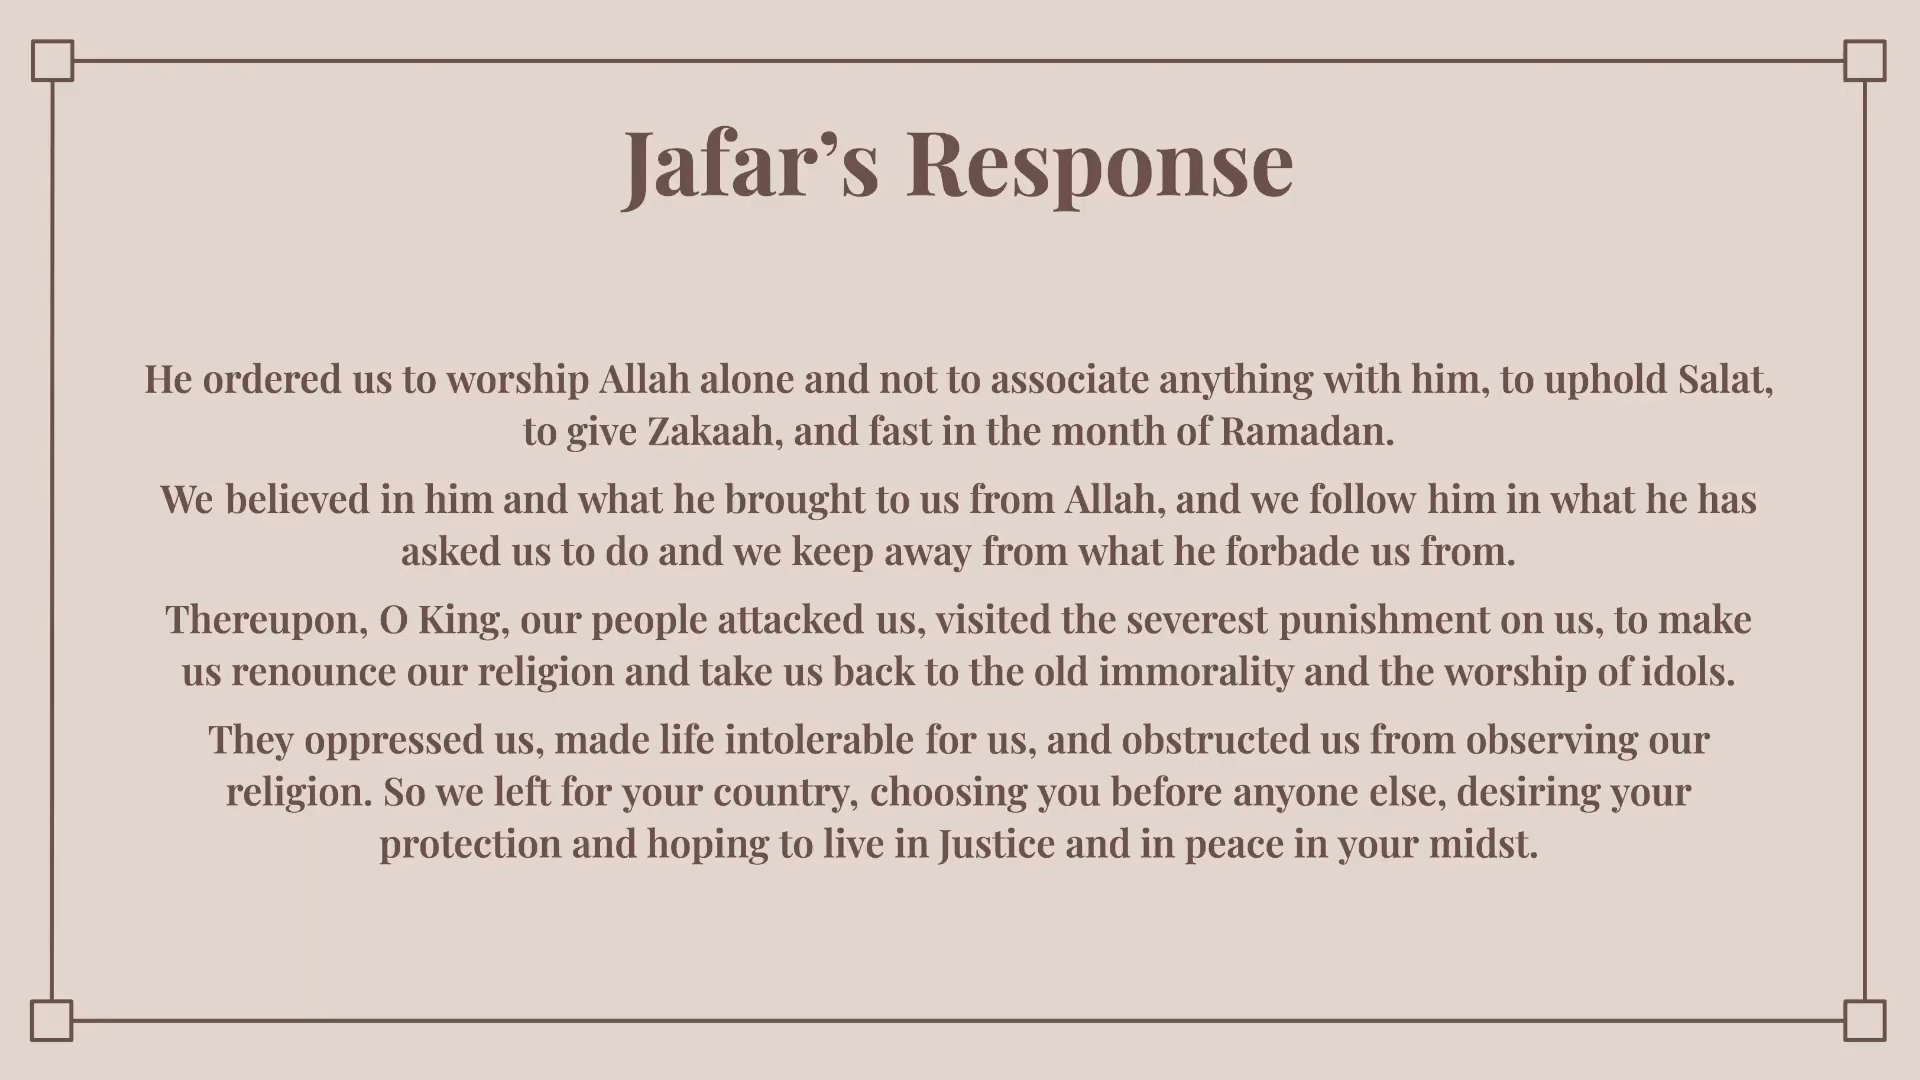 Jafar’s Response
He ordered us to worship Allah alone and not to associate anything with him, to uphold Salat,
to give Zakaah, and fast in the month of Ramadan.
We believed in him and what he brought to us from Allah, and we follow him in what he has
asked us to do and we keep away from what he forbade us from.
Thereupon, O King, our people attacked us, visited the severest punishment on us, to make
us renounce our religion and take us back to the old immorality and the worship of idols.
They oppressed us, made life intolerable for us, and obstructed us from observing our
religion. So we left for your country, choosing you before anyone else, desiring your
protection and hoping to live in Justice and in peace in your midst.